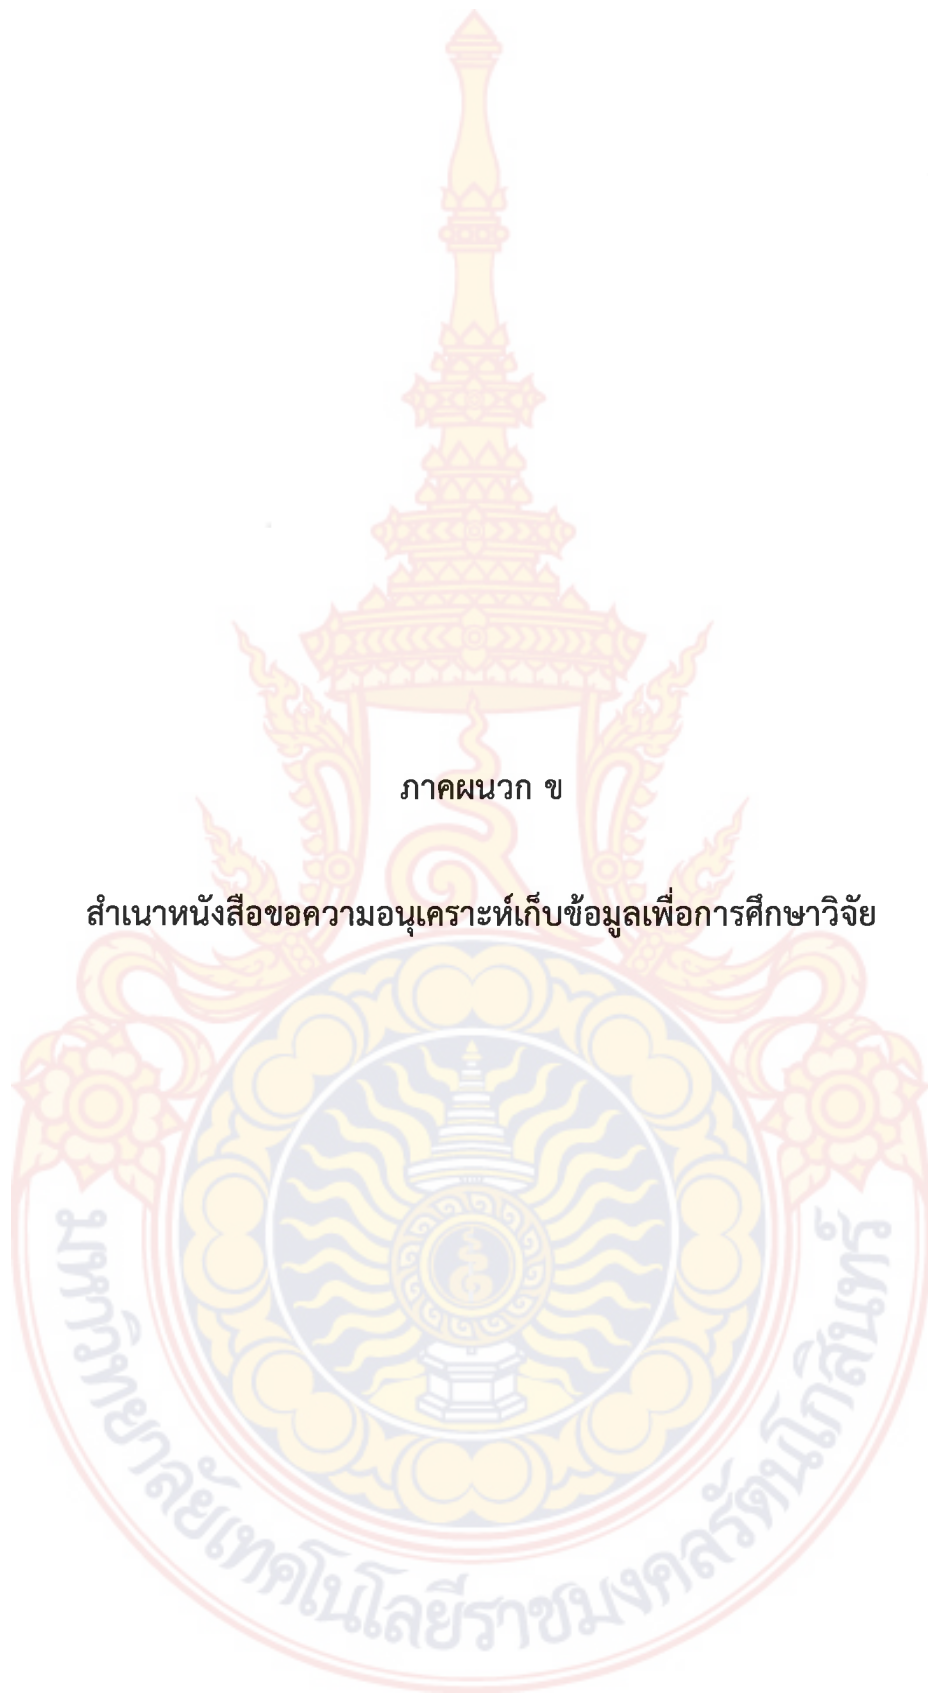 ภาคผนวก ข
สำเนาหนังสือขอความอนุเคราะห์เก็บข้อมูลเพื่อการศึกษาวิจัย
มหาวิทยาลัยเทคโนโลยีราชมงคลรัตนโกสินทร์